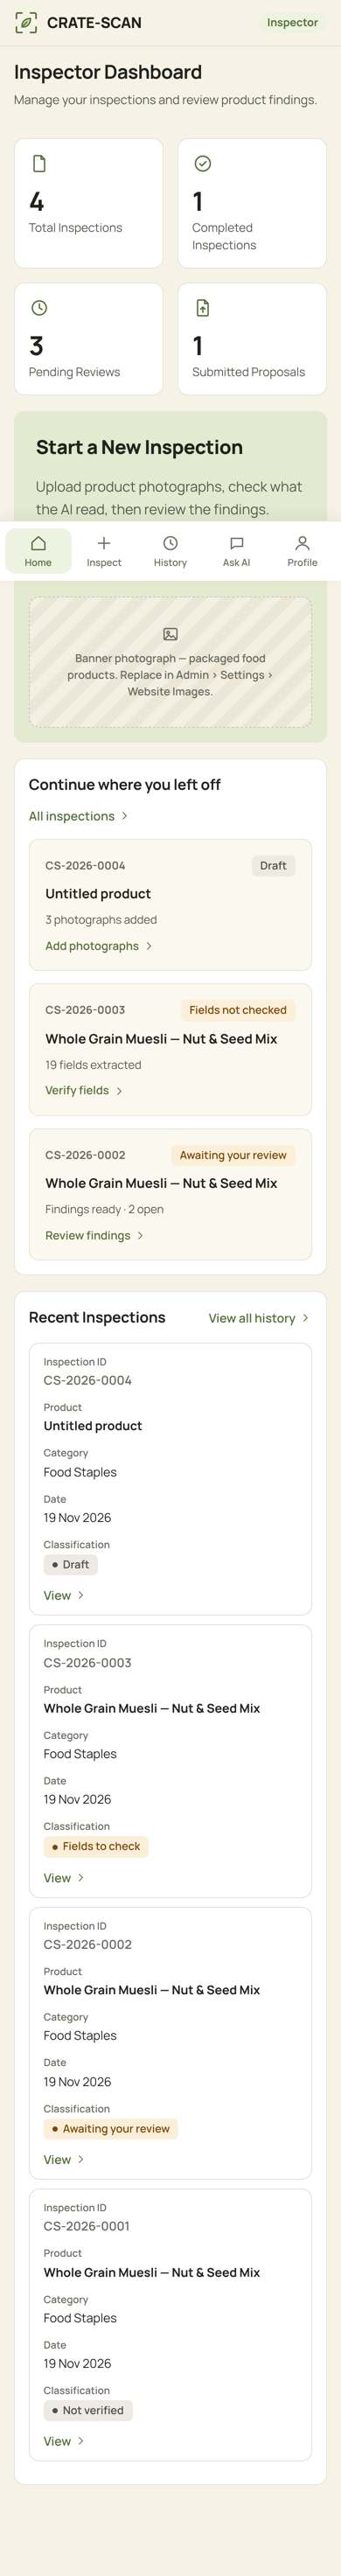 CRATE-SCAN
Inspector
Inspector Dashboard
Manage your inspections and review product findings.
4
Total Inspections
1
Completed
Inspections
3
Pending Reviews
1
Submitted Proposals
Start a New Inspection
Upload product photographs, check what
the AI read, then review the findings.
Home
Inspect
History
Ask AI
Profile
Banner photograph — packaged food
products. Replace in Admin › Settings ›
Website Images.
Continue where you left off
All inspections
CS-2026-0004
Draft
Untitled product
3 photographs added
Add photographs
CS-2026-0003
Fields not checked
Whole Grain Muesli — Nut & Seed Mix
19 fields extracted
Verify fields
CS-2026-0002
Awaiting your review
Whole Grain Muesli — Nut & Seed Mix
Findings ready · 2 open
Review findings
Recent Inspections
View all history
Inspection ID
CS-2026-0004
Product
Untitled product
Category
Food Staples
Date
19 Nov 2026
Classification
Draft
View
Inspection ID
CS-2026-0003
Product
Whole Grain Muesli — Nut & Seed Mix
Category
Food Staples
Date
19 Nov 2026
Classification
Fields to check
View
Inspection ID
CS-2026-0002
Product
Whole Grain Muesli — Nut & Seed Mix
Category
Food Staples
Date
19 Nov 2026
Classification
Awaiting your review
View
Inspection ID
CS-2026-0001
Product
Whole Grain Muesli — Nut & Seed Mix
Category
Food Staples
Date
19 Nov 2026
Classification
Not verified
View